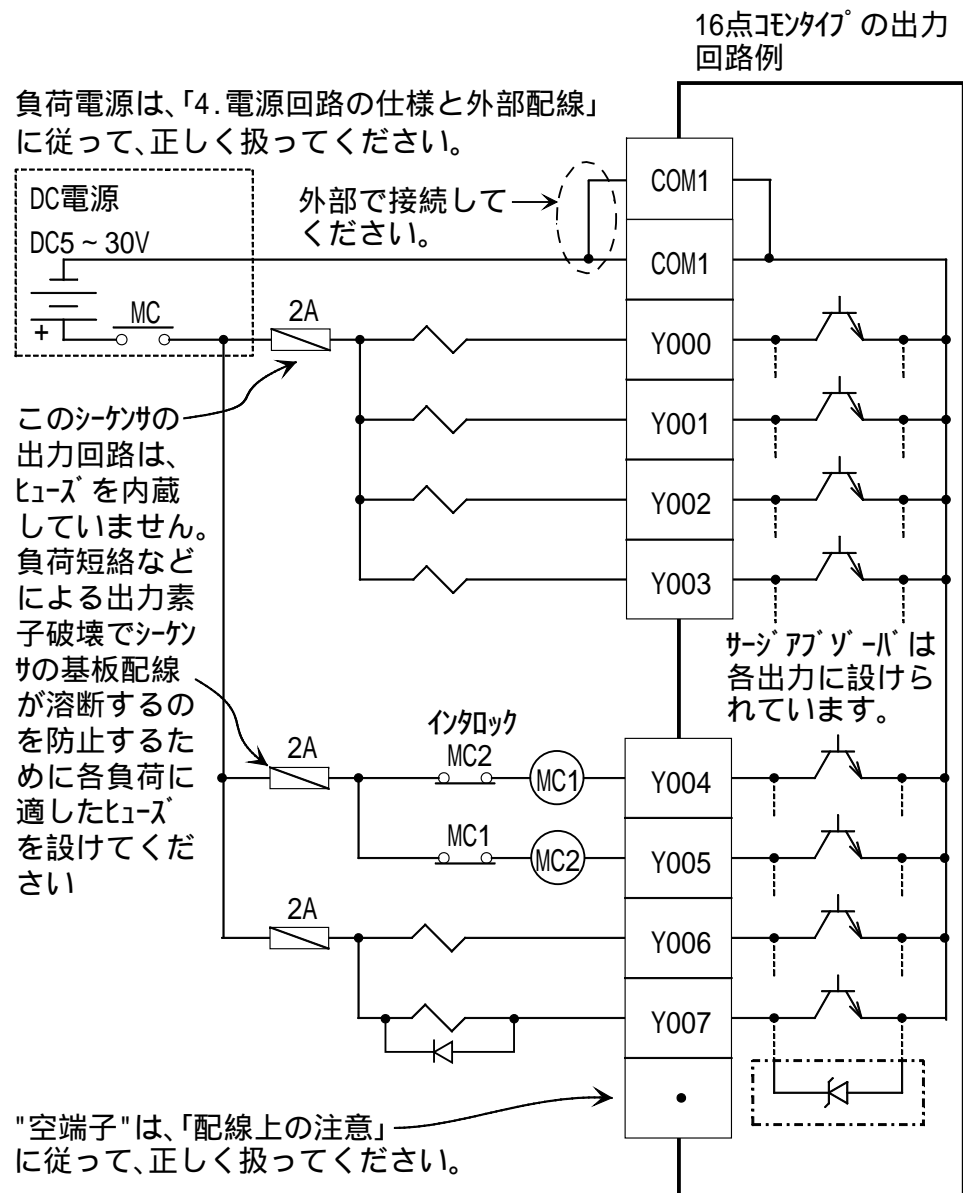 16点ｺﾓﾝﾀｲﾌﾟの出力
回路例
負荷電源は、｢4.電源回路の仕様と外部配線｣
に従って、正しく扱ってください。
DC電源
DC5～30V
+
MC
外部で接続して
ください。
COM1
COM1
2A
Y000
Y001
Y002
Y003
このｼｰｹﾝｻの
出力回路は、
ﾋｭｰｽﾞを内蔵
していません。
負荷短絡など
による出力素
子破壊でｼｰｹﾝ
ｻの基板配線
が溶断するの
を防止するため
に各負荷に
適したﾋｭｰｽﾞ
を設けてくだ
さい
ｻｰｼﾞｱﾌﾞｿﾞｰﾊﾞは
各出力に設けら
れています。
2A
ｲﾝﾀﾛｯｸ
MC2
MC1
Y004
MC1
MC2
Y005
2A
Y006
Y007
"空端子"は、｢配線上の注意｣
に従って、正しく扱ってください。